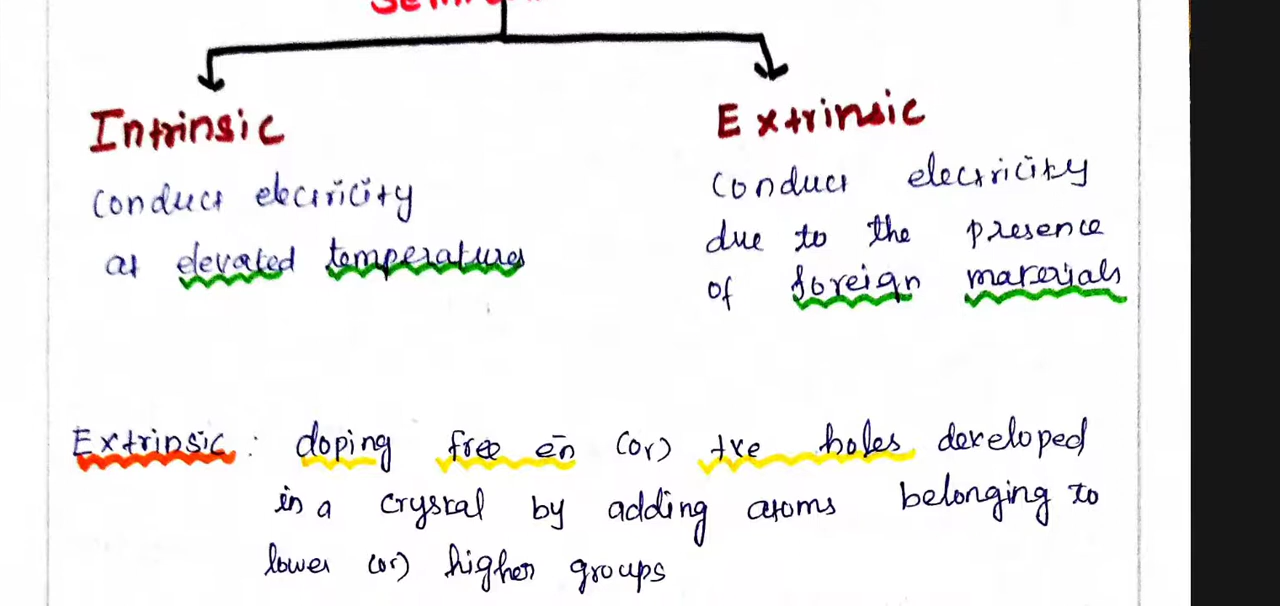 Intrinsic
Extrinsic
conduct electricity
at elevated temperatures
conduct electricity
due to the presence
of foreign materials
Extrinsic : doping free en (or) +ve holes developed
in a crystal by adding atoms belonging to
lower (or) higher groups